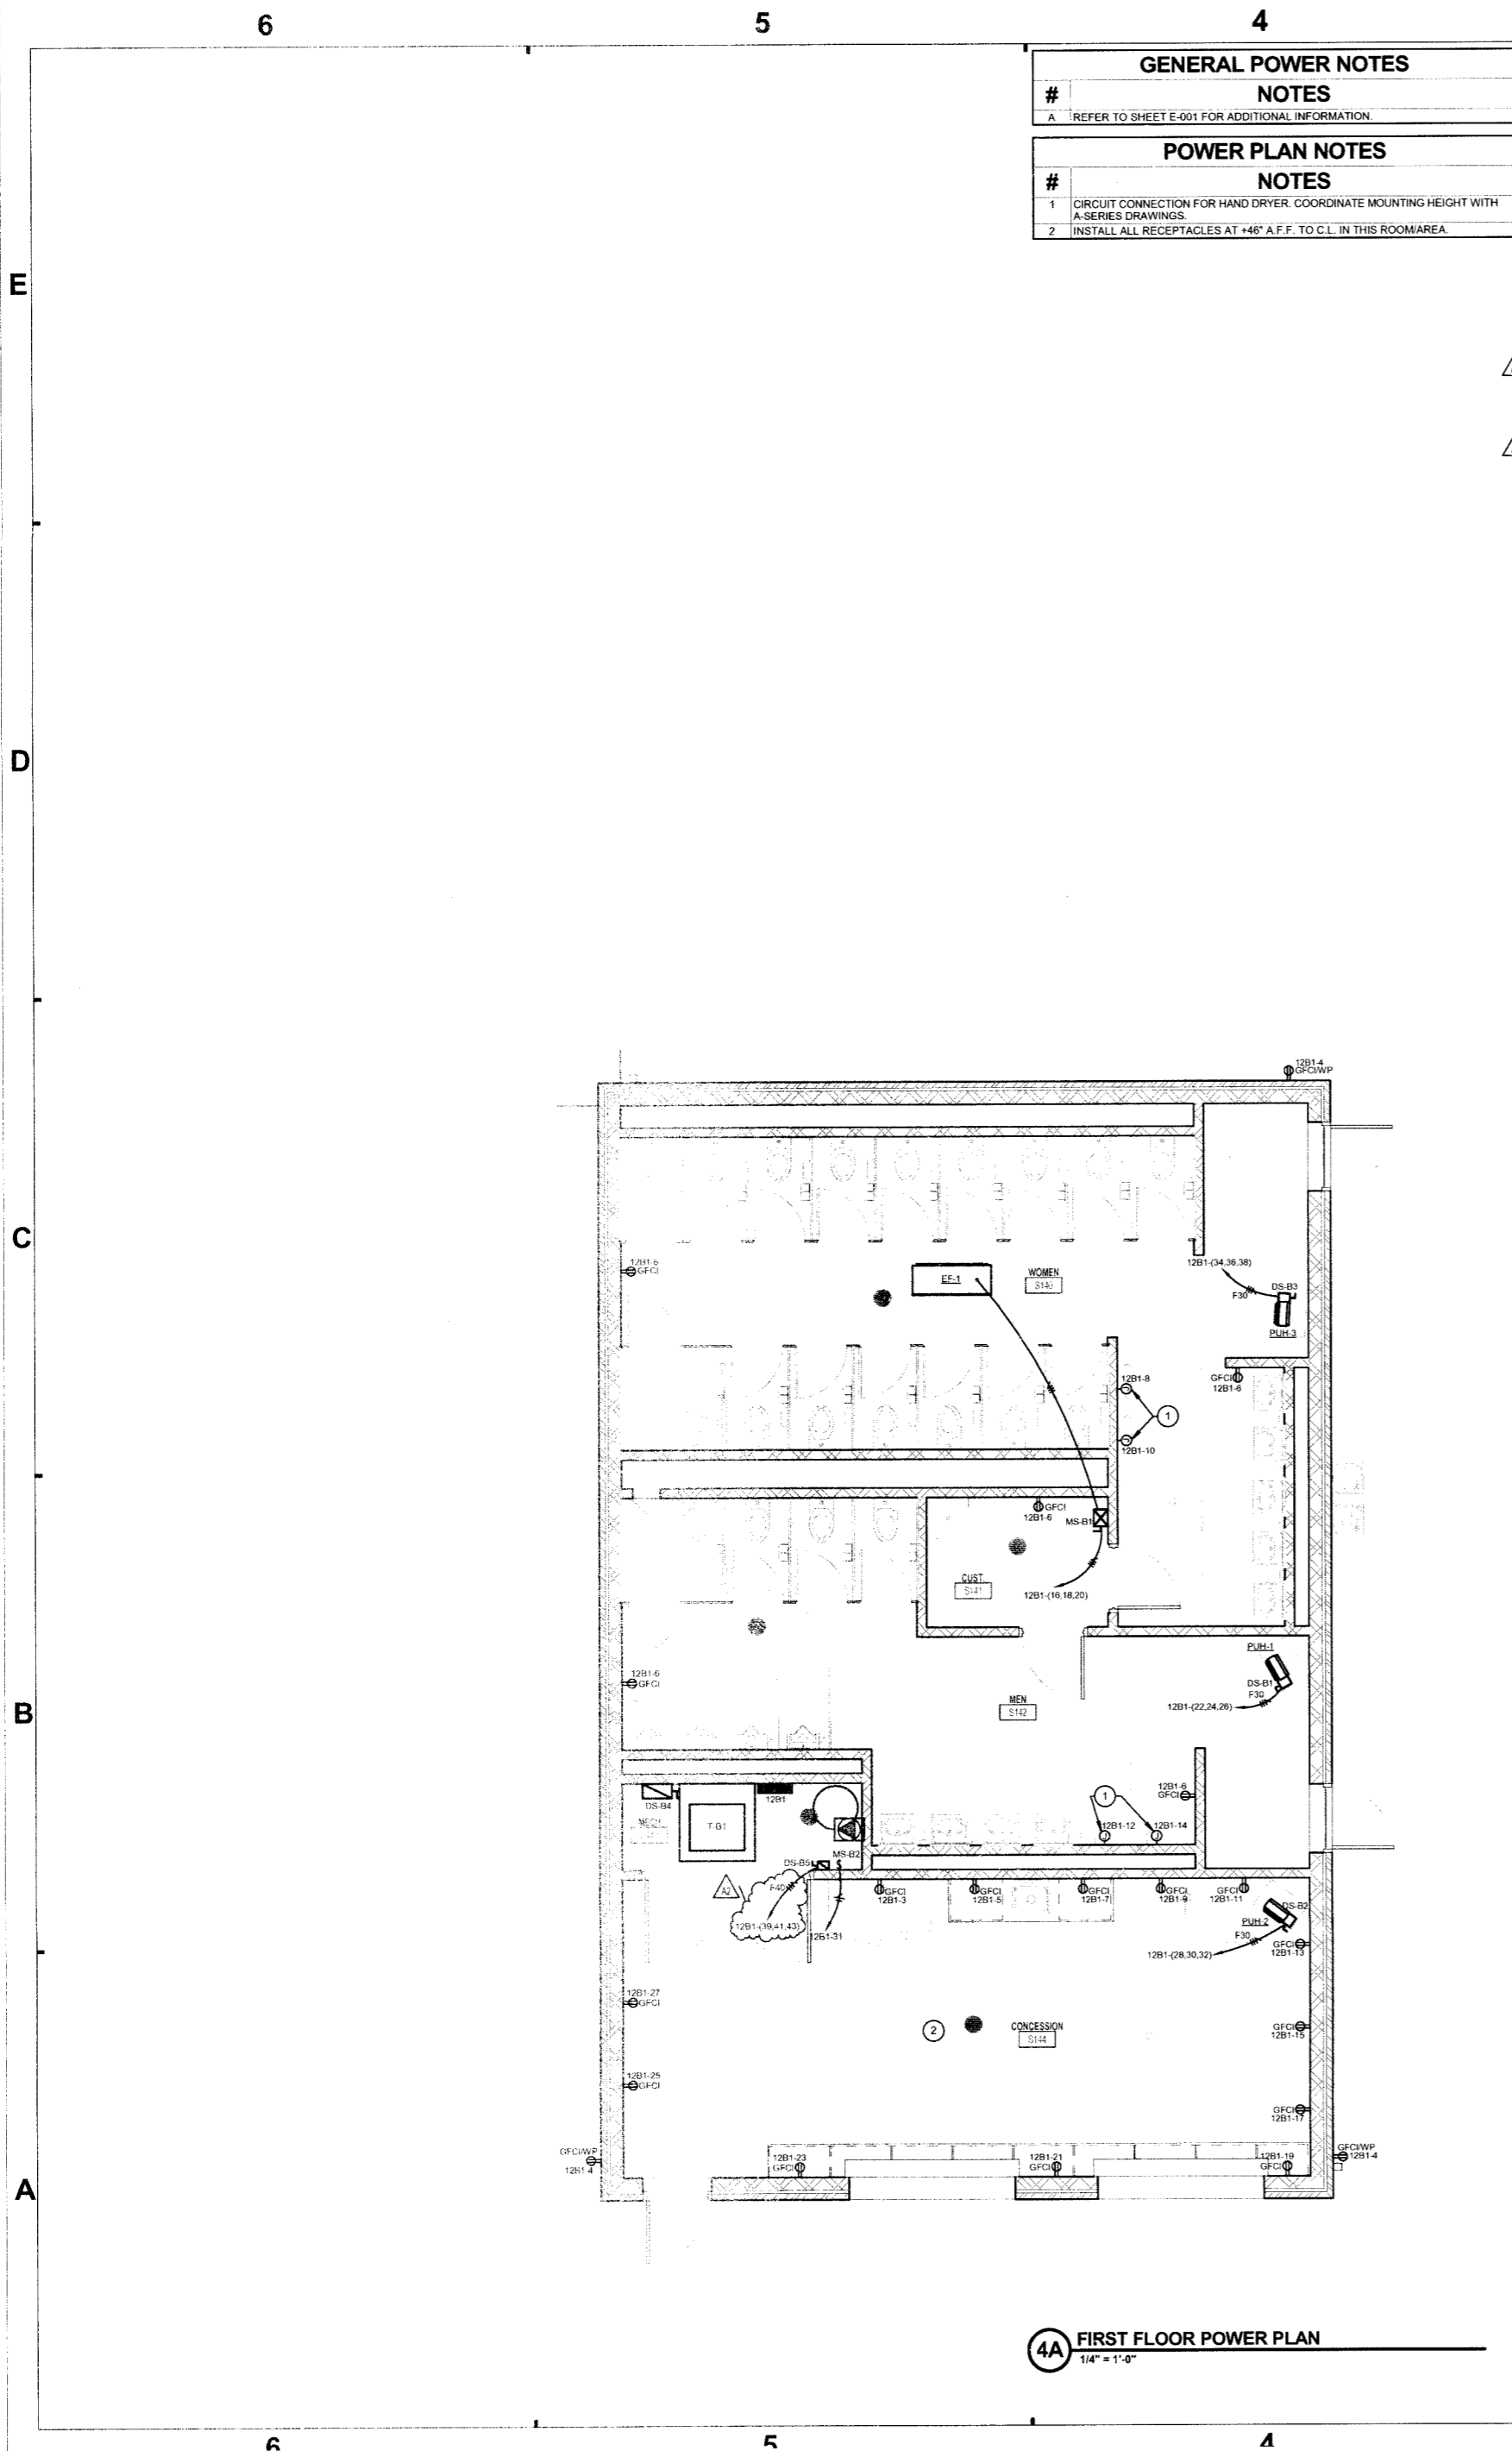 6 5 4
GENERAL POWER NOTES
# NOTES
A REFER TO SHEET E-001 FOR ADDITIONAL INFORMATION.
POWER PLAN NOTES
# NOTES
1 CIRCUIT CONNECTION FOR HAND DRYER. COORDINATE MOUNTING HEIGHT WITH
A-SERIES DRAWINGS.
2 INSTALL ALL RECEPTACLES AT +46" A.F.F. TO C.L. IN THIS ROOM/AREA.
E
D
C
B
A
12B1-4
GFCI/WP
12B1-6
GFCI
EF-1
WOMEN
S140
12B1-(34,36,38)
DS-B3
F30
PUH-3
12B1-8
1
12B1-10
GFCI
12B1-6
GFCI
12B1-6
MS-B1
CUST.
S141
12B1-(16,18,20)
PUH-1
DS-B1
F30
12B1-(22,24,26)
12B1-6
GFCI
MEN
S142
12B1-6
GFCI
1
12B1-12
12B1-14
DS-B4
12B1
MECH.
T-B1
MS-B2
DS-B5
A2
F40
12B1-(39,41,43)
12B1-31
GFCI
12B1-3
GFCI
12B1-5
GFCI
12B1-7
GFCI
12B1-9
GFCI
12B1-11
DS-B2
PUH-2
F30
12B1-(28,30,32)
GFCI
12B1-13
12B1-27
GFCI
2
CONCESSION
S144
GFCI
12B1-15
12B1-25
GFCI
GFCI
12B1-17
GFCI/WP
12B1-4
12B1-23
GFCI
12B1-21
GFCI
12B1-19
GFCI
GFCI/WP
12B1-4
4A FIRST FLOOR POWER PLAN
1/4" = 1'-0"
6 5 4